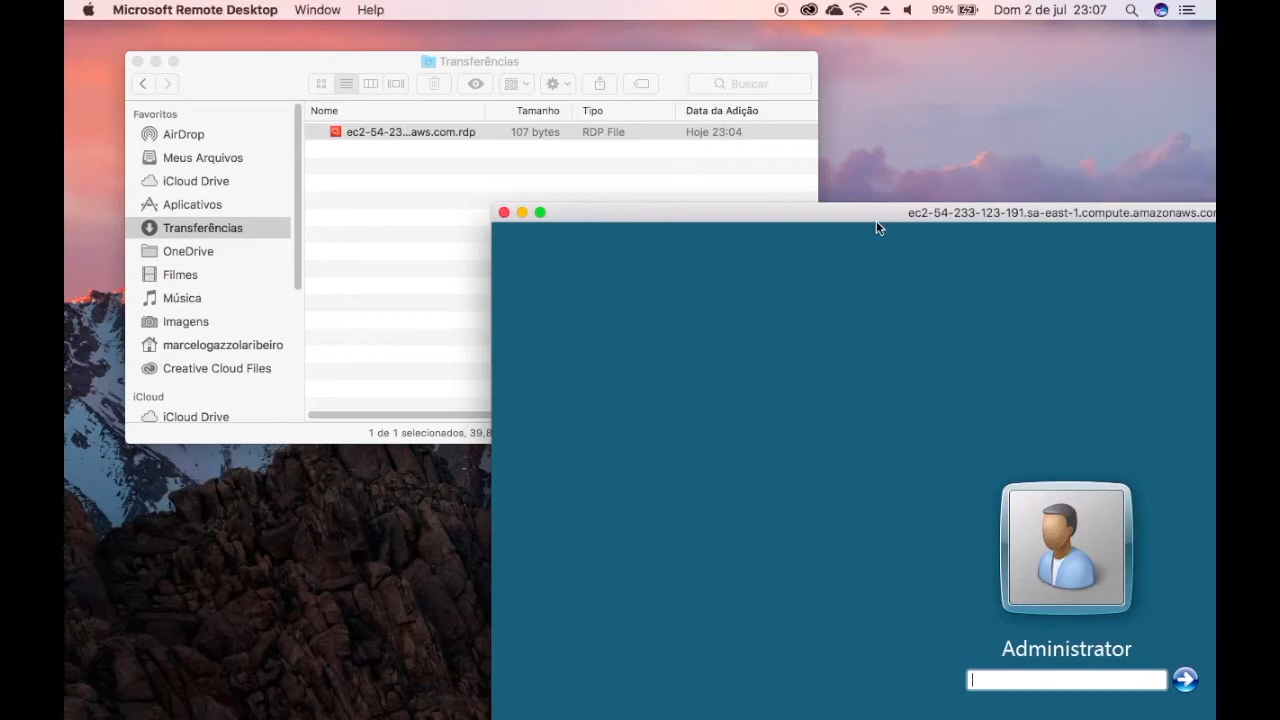 Microsoft Remote Desktop Window Help 99% Dom 2 de jul 23:07
Transferências
Buscar
Favoritos
AirDrop
Meus Arquivos
iCloud Drive
Aplicativos
Transferências
OneDrive
Filmes
Música
Imagens
marcelogazzolaribeiro
Creative Cloud Files
iCloud
iCloud Drive
Nome Tamanho Tipo Data da Adição
ec2-54-23...aws.com.rdp 107 bytes RDP File Hoje 23:04
1 de 1 selecionados, 39,8
ec2-54-233-123-191.sa-east-1.compute.amazonaws.co
Administrator